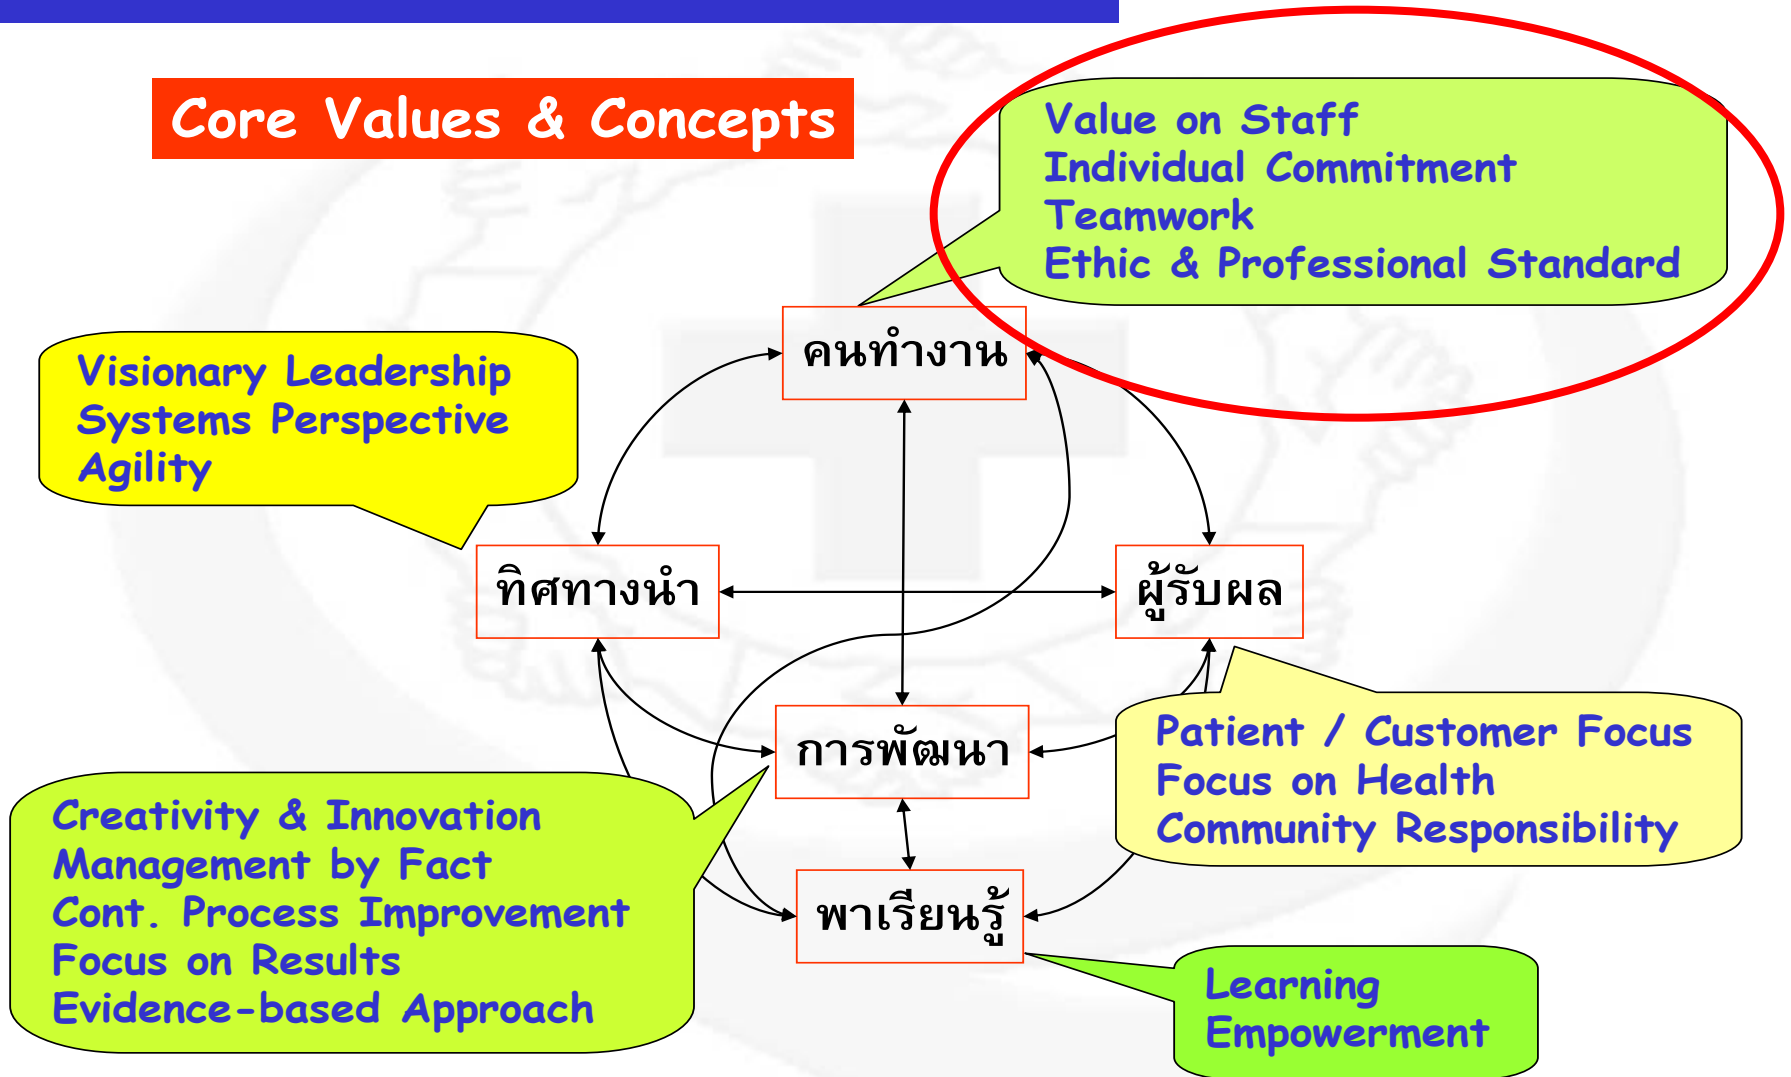 Core Values & Concepts
Value on Staff
Individual Commitment
Teamwork
Ethic & Professional Standard
คนทำงาน
Visionary Leadership
Systems Perspective
Agility
ทิศทางนำ
ผู้รับผล
การพัฒนา
Patient / Customer Focus
Focus on Health
Community Responsibility
Creativity & Innovation
Management by Fact
Cont. Process Improvement
Focus on Results
Evidence-based Approach
พาเรียนรู้
Learning
Empowerment